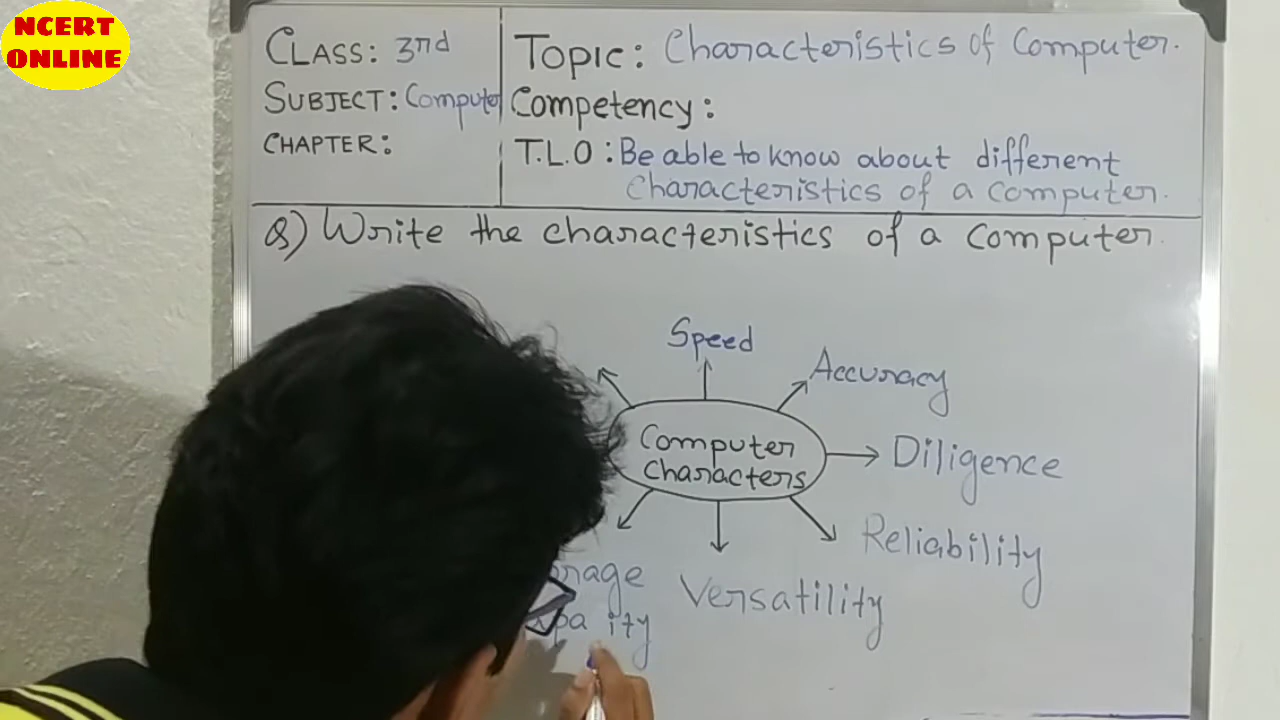 NCERT
ONLINE
CLASS: 3rd
SUBJECT: Computer
CHAPTER:
Topic: Characteristics of Computer.
Competency:
T.L.O: Be able to know about different
Characteristics of a Computer.
Q) Write the characteristics of a Computer.
Speed
Accuracy
Computer
Characters
Diligence
Reliability
Versatility